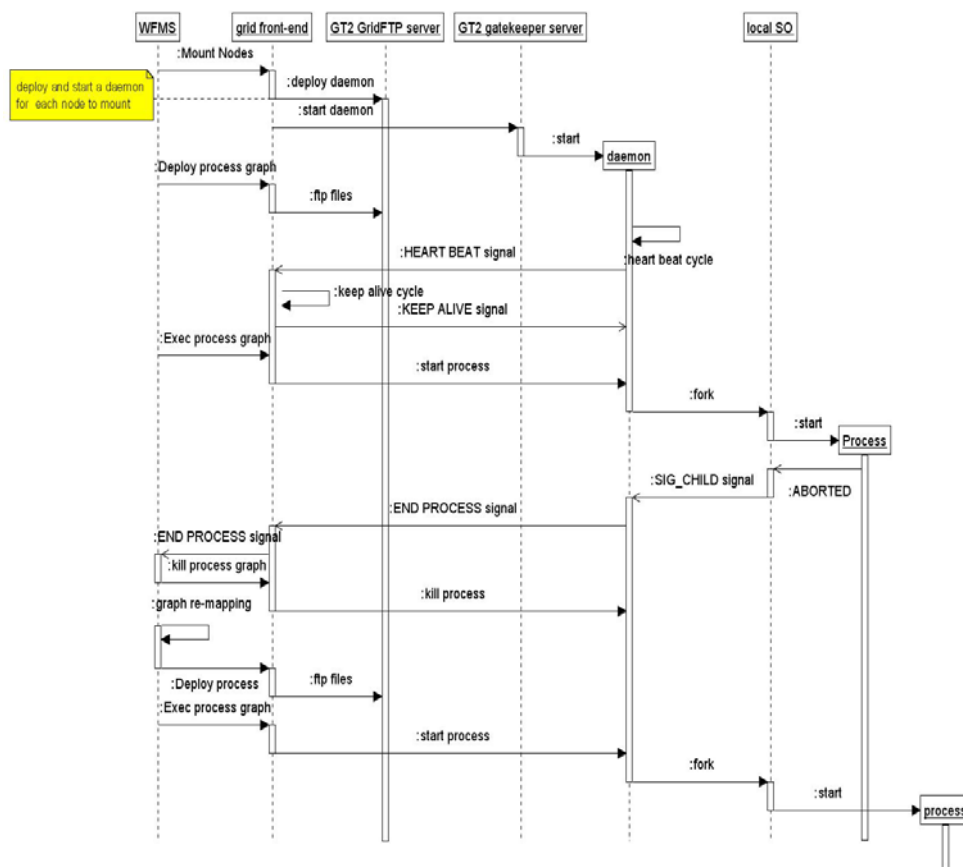 WFMS
grid front-end
GT2 GridFTP server
GT2 gatekeeper server
local SO
:Mount Nodes
deploy and start a daemon
for each node to mount
:deploy daemon
:start daemon
:start
daemon
:Deploy process graph
:ftp files
:HEART BEAT signal
:heart beat cycle
:keep alive cycle
:KEEP ALIVE signal
:Exec process graph
:start process
:fork
:start
Process
:SIG_CHILD signal
:ABORTED
:END PROCESS signal
:END PROCESS signal
:kill process graph
:kill process
:graph re-mapping
:Deploy process
:ftp files
:Exec process graph
:start process
:fork
:start
process